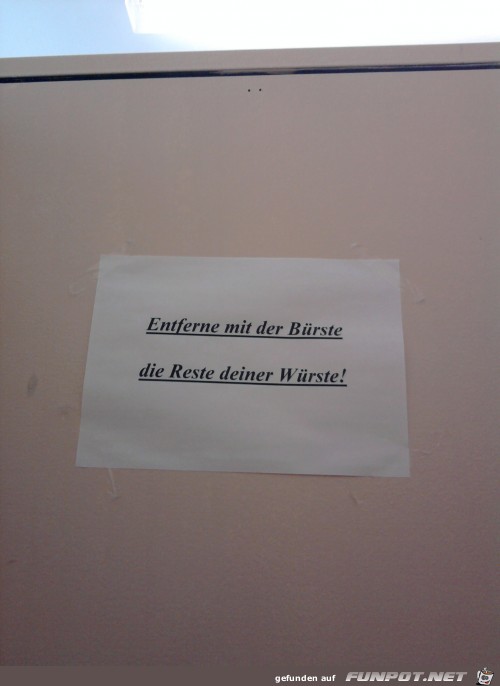 Entferne mit der Bürste
die Reste deiner Würste!
gefunden auf FUNPOT.NET